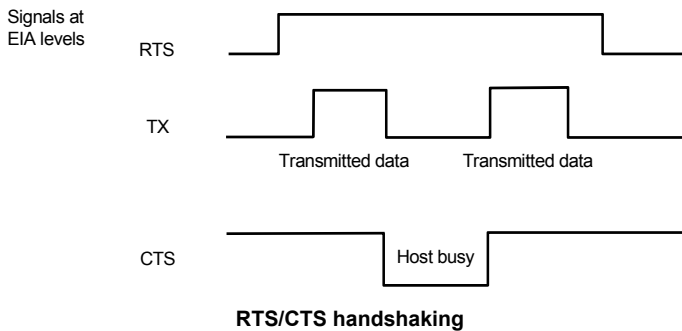 Signals at
EIA levels
RTS
TX
Transmitted data
Transmitted data
CTS
Host busy
RTS/CTS handshaking